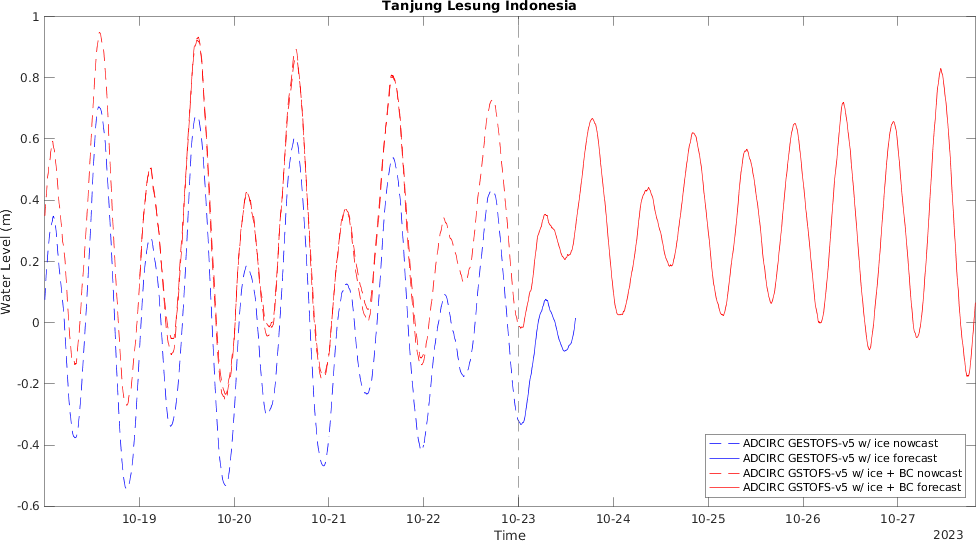 Tanjung Lesung Indonesia
1
0.8
0.6
0.4
0.2
0
-0.2
-0.4
-0.6
Water Level (m)
10-19 10-20 10-21 10-22 10-23 10-24 10-25 10-26 10-27
Time
2023
ADCIRC GESTOFS-v5 w/ ice nowcast
ADCIRC GESTOFS-v5 w/ ice forecast
ADCIRC GSTOFS-v5 w/ ice + BC nowcast
ADCIRC GSTOFS-v5 w/ ice + BC forecast